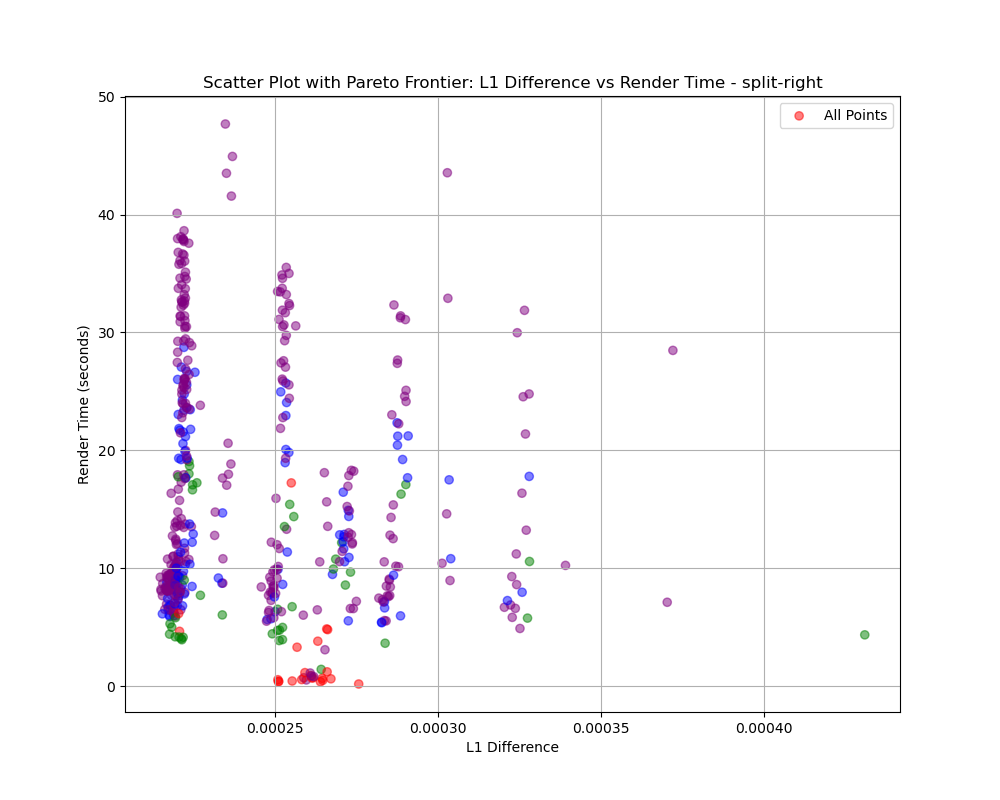 Scatter Plot with Pareto Frontier: L1 Difference vs Render Time - split-right
All Points
Render Time (seconds)
50
40
30
20
10
0
0.00025
0.00030
0.00035
0.00040
L1 Difference